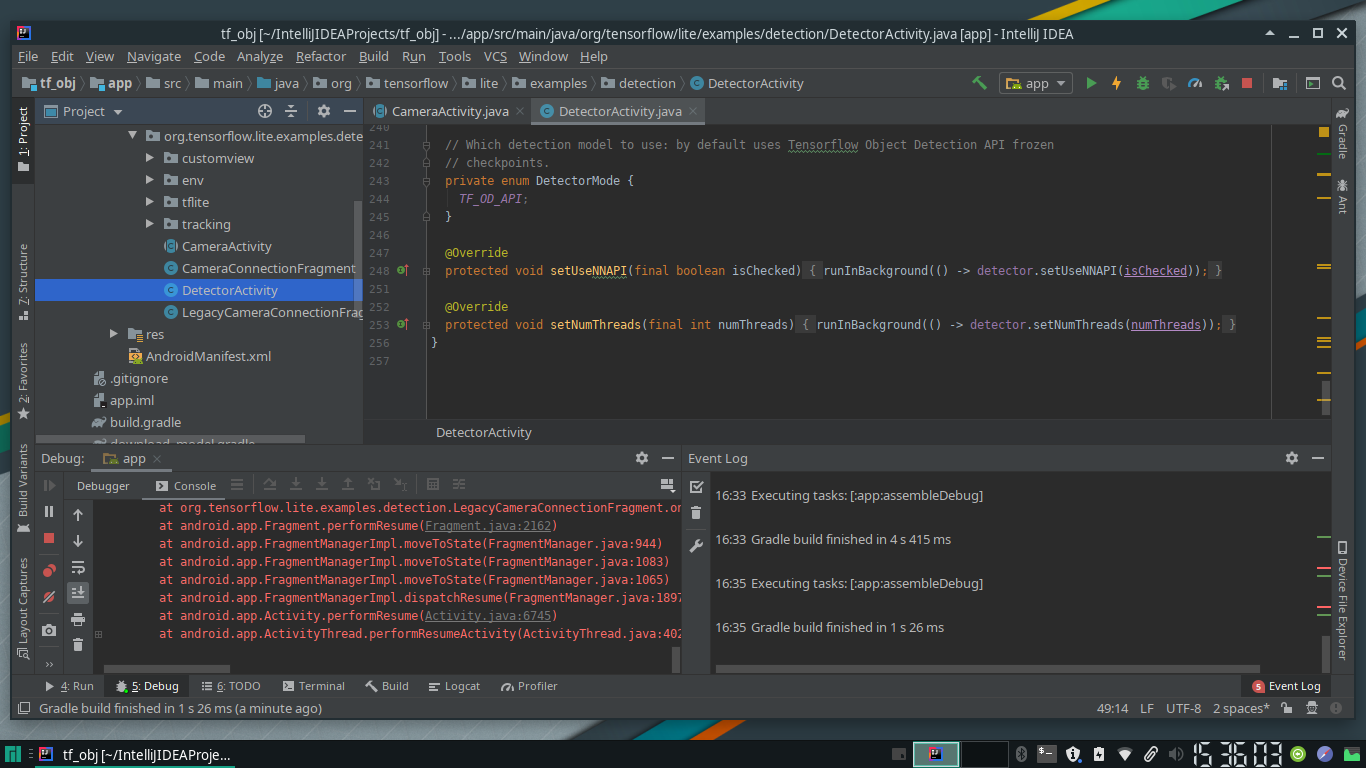 tf_obj [~/IntelliJIDEAProjects/tf_obj] - .../app/src/main/java/org/tensorflow/lite/examples/detection/DetectorActivity.java [app] - IntelliJ IDEA
File Edit View Navigate Code Analyze Refactor Build Run Tools VCS Window Help
tf_obj app src main java org tensorflow lite examples detection DetectorActivity app
Project
CameraActivity.java DetectorActivity.java
1: Project
Z: Structure
2: Favorites
Build Variants
Layout Captures
org.tensorflow.lite.examples.dete
customview
env
tflite
tracking
CameraActivity
CameraConnectionFragment
DetectorActivity
LegacyCameraConnectionFrag
res
AndroidManifest.xml
.gitignore
app.iml
build.gradle
download_model.gradle
240
241 // Which detection model to use: by default uses Tensorflow Object Detection API frozen
242 // checkpoints.
243 private enum DetectorMode {
244 TF_OD_API;
245 }
246
247 @Override
248 protected void setUseNNAPI(final boolean isChecked) { runInBackground(() -> detector.setUseNNAPI(isChecked)); }
251
252 @Override
253 protected void setNumThreads(final int numThreads) { runInBackground(() -> detector.setNumThreads(numThreads)); }
256 }
257
DetectorActivity
Gradle
Ant
Device File Explorer
Debug: app
Debugger Console
at org.tensorflow.lite.examples.detection.LegacyCameraConnectionFragment.on
at android.app.Fragment.performResume(Fragment.java:2162)
at android.app.FragmentManagerImpl.moveToState(FragmentManager.java:944)
at android.app.FragmentManagerImpl.moveToState(FragmentManager.java:1083)
at android.app.FragmentManagerImpl.moveToState(FragmentManager.java:1065)
at android.app.FragmentManagerImpl.dispatchResume(FragmentManager.java:1897
at android.app.Activity.performResume(Activity.java:6745)
at android.app.ActivityThread.performResumeActivity(ActivityThread.java:402
Event Log
16:33 Executing tasks: [:app:assembleDebug]
16:33 Gradle build finished in 4 s 415 ms
16:35 Executing tasks: [:app:assembleDebug]
16:35 Gradle build finished in 1 s 26 ms
4: Run 5: Debug 6: TODO Terminal Build Logcat Profiler 5 Event Log
Gradle build finished in 1 s 26 ms (a minute ago) 49:14 LF UTF-8 2 spaces*
tf_obj [~/IntelliJIDEAProje... 15 36 03